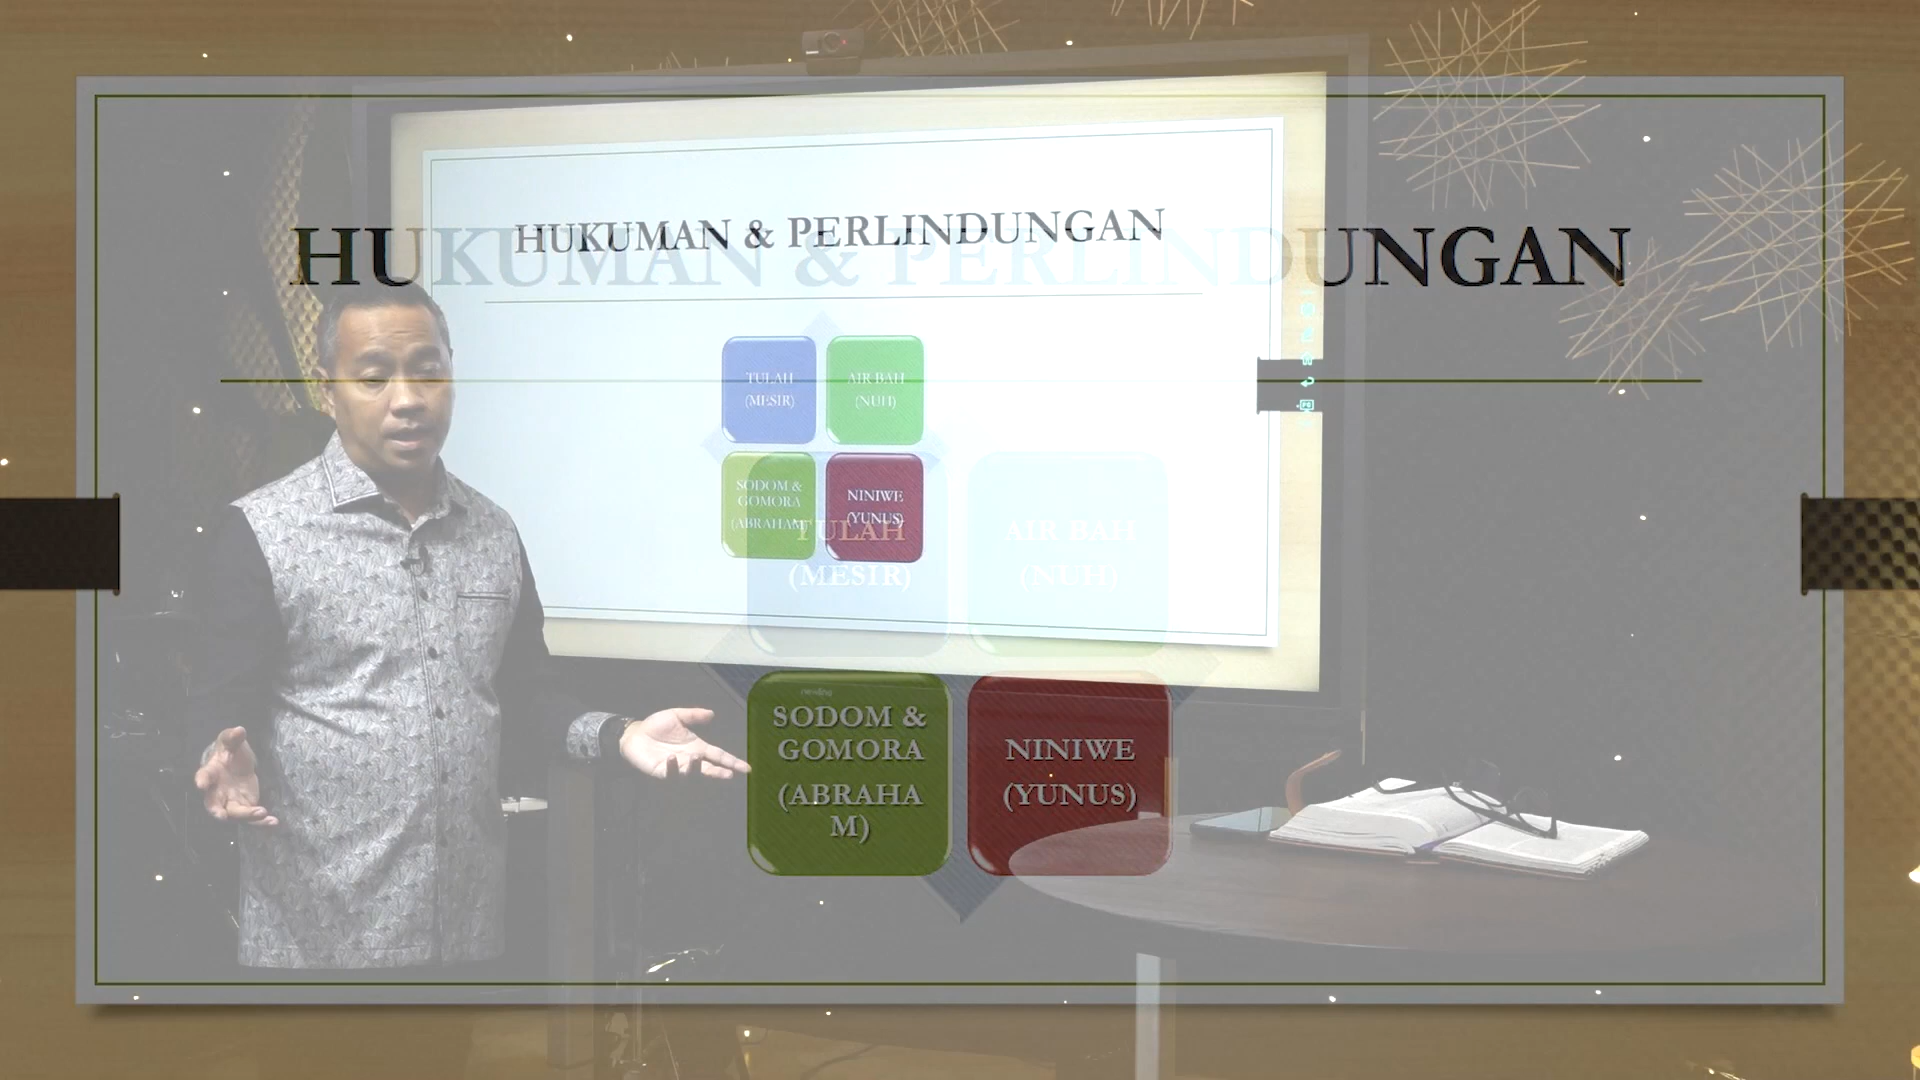 HUKUMAN & PERLINDUNGAN
HUKUMAN & PERLINDUNGAN
TULAH
(MESIR)
AIR BAH
(NUH)
SODOM &
GOMORA
(ABRAHAM)
NINIWE
(YUNUS)
TULAH
(MESIR)
AIR BAH
(NUH)
SODOM &
GOMORA
(ABRAHA
M)
NINIWE
(YUNUS)
newline